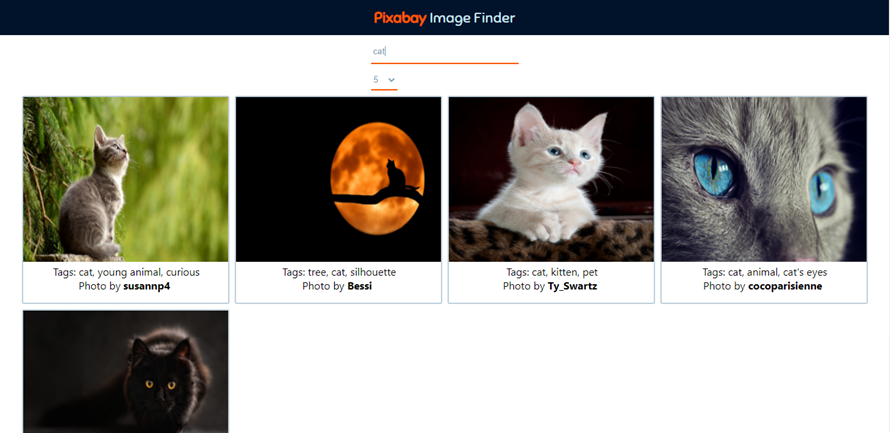 Pixabay Image Finder
cat
5
Tags: cat, young animal, curious
Photo by susannp4
Tags: tree, cat, silhouette
Photo by Bessi
Tags: cat, kitten, pet
Photo by Ty_Swartz
Tags: cat, animal, cat's eyes
Photo by cocoparisienne